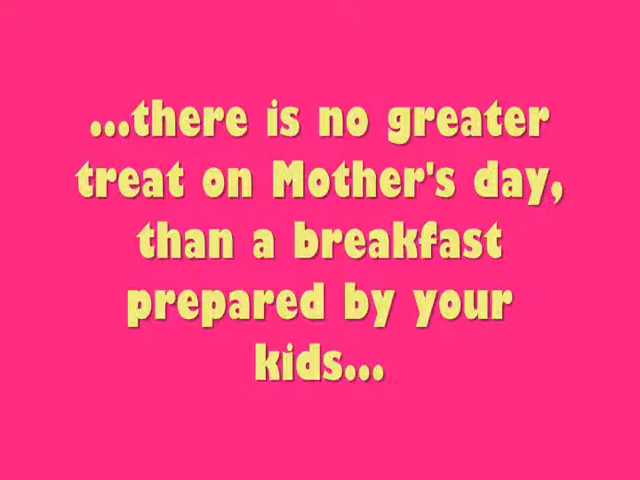 ...there is no greater
treat on Mother's day,
than a breakfast
prepared by your
kids...